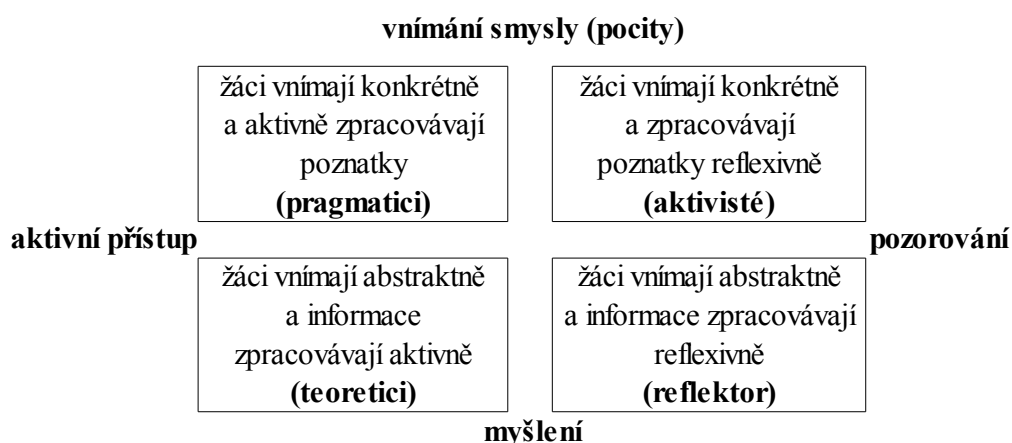 vnímání smysly (pocity)
žáci vnímají konkrétně
a aktivně zpracovávají
poznatky
(pragmatici)
žáci vnímají konkrétně
a zpracovávají
poznatky reflexivně
(aktivisté)
aktivní přístup
pozorování
žáci vnímají abstraktně
a informace
zpracovávají aktivně
(teoretici)
žáci vnímají abstraktně
a informace zpracovávají
reflexivně
(reflektor)
myšlení